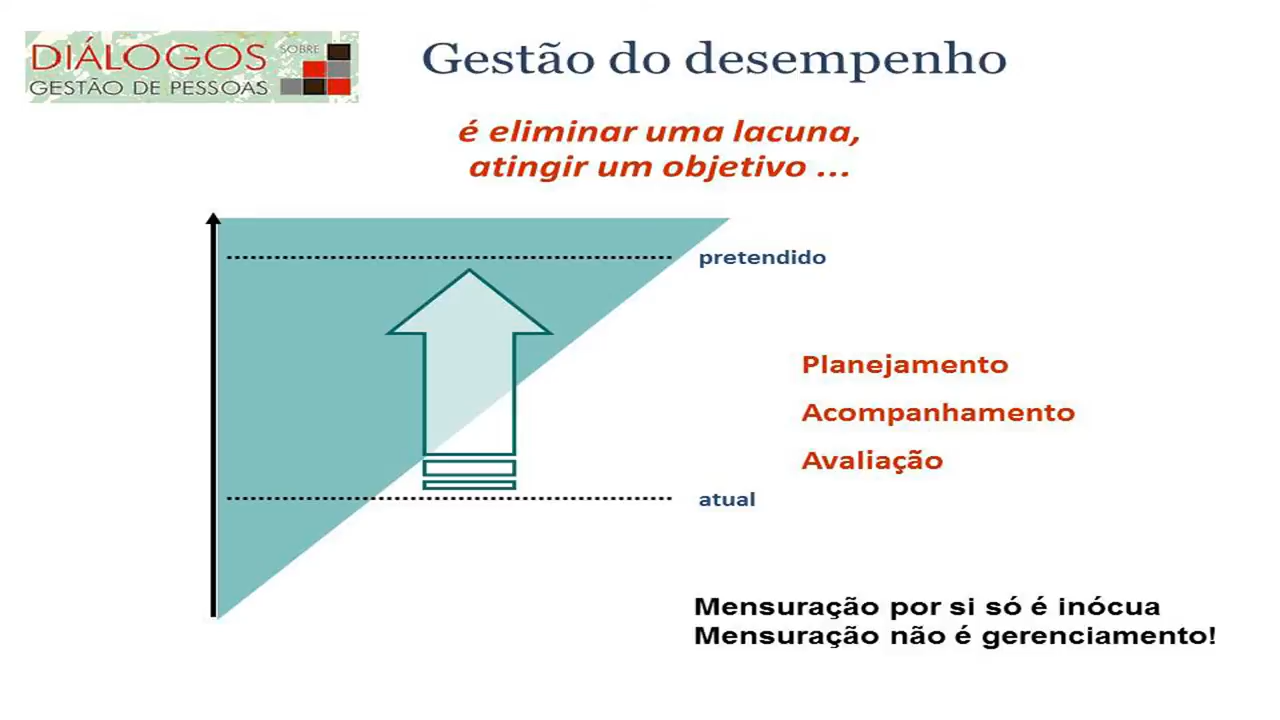 DIÁLOGOS SOBRE
GESTÃO DE PESSOAS
Gestão do desempenho
é eliminar uma lacuna,
atingir um objetivo ...
pretendido
Planejamento
Acompanhamento
Avaliação
atual
Mensuração por si só é inócua
Mensuração não é gerenciamento!